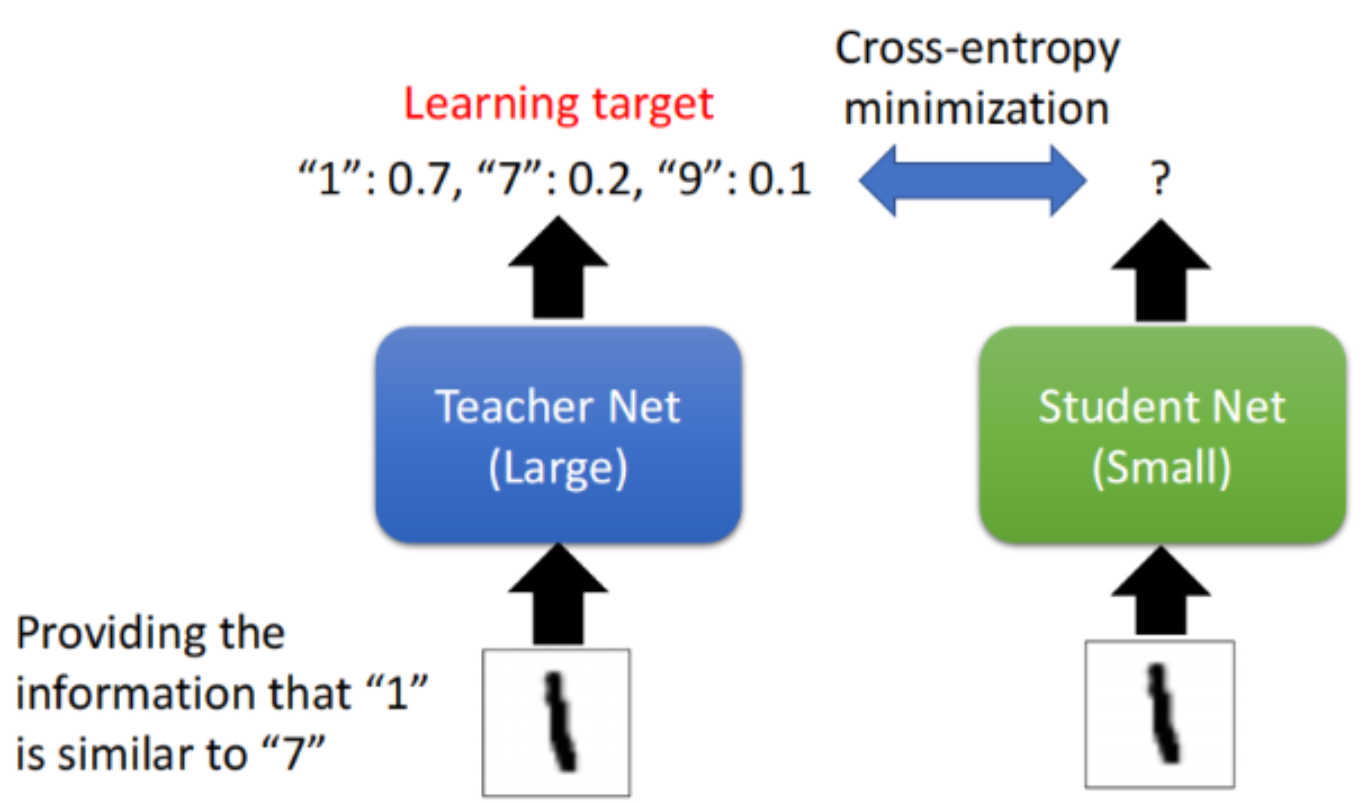 Cross-entropy
minimization
Learning target
“1”: 0.7, “7”: 0.2, “9”: 0.1
?
Teacher Net
(Large)
Student Net
(Small)
Providing the
information that “1”
is similar to “7”